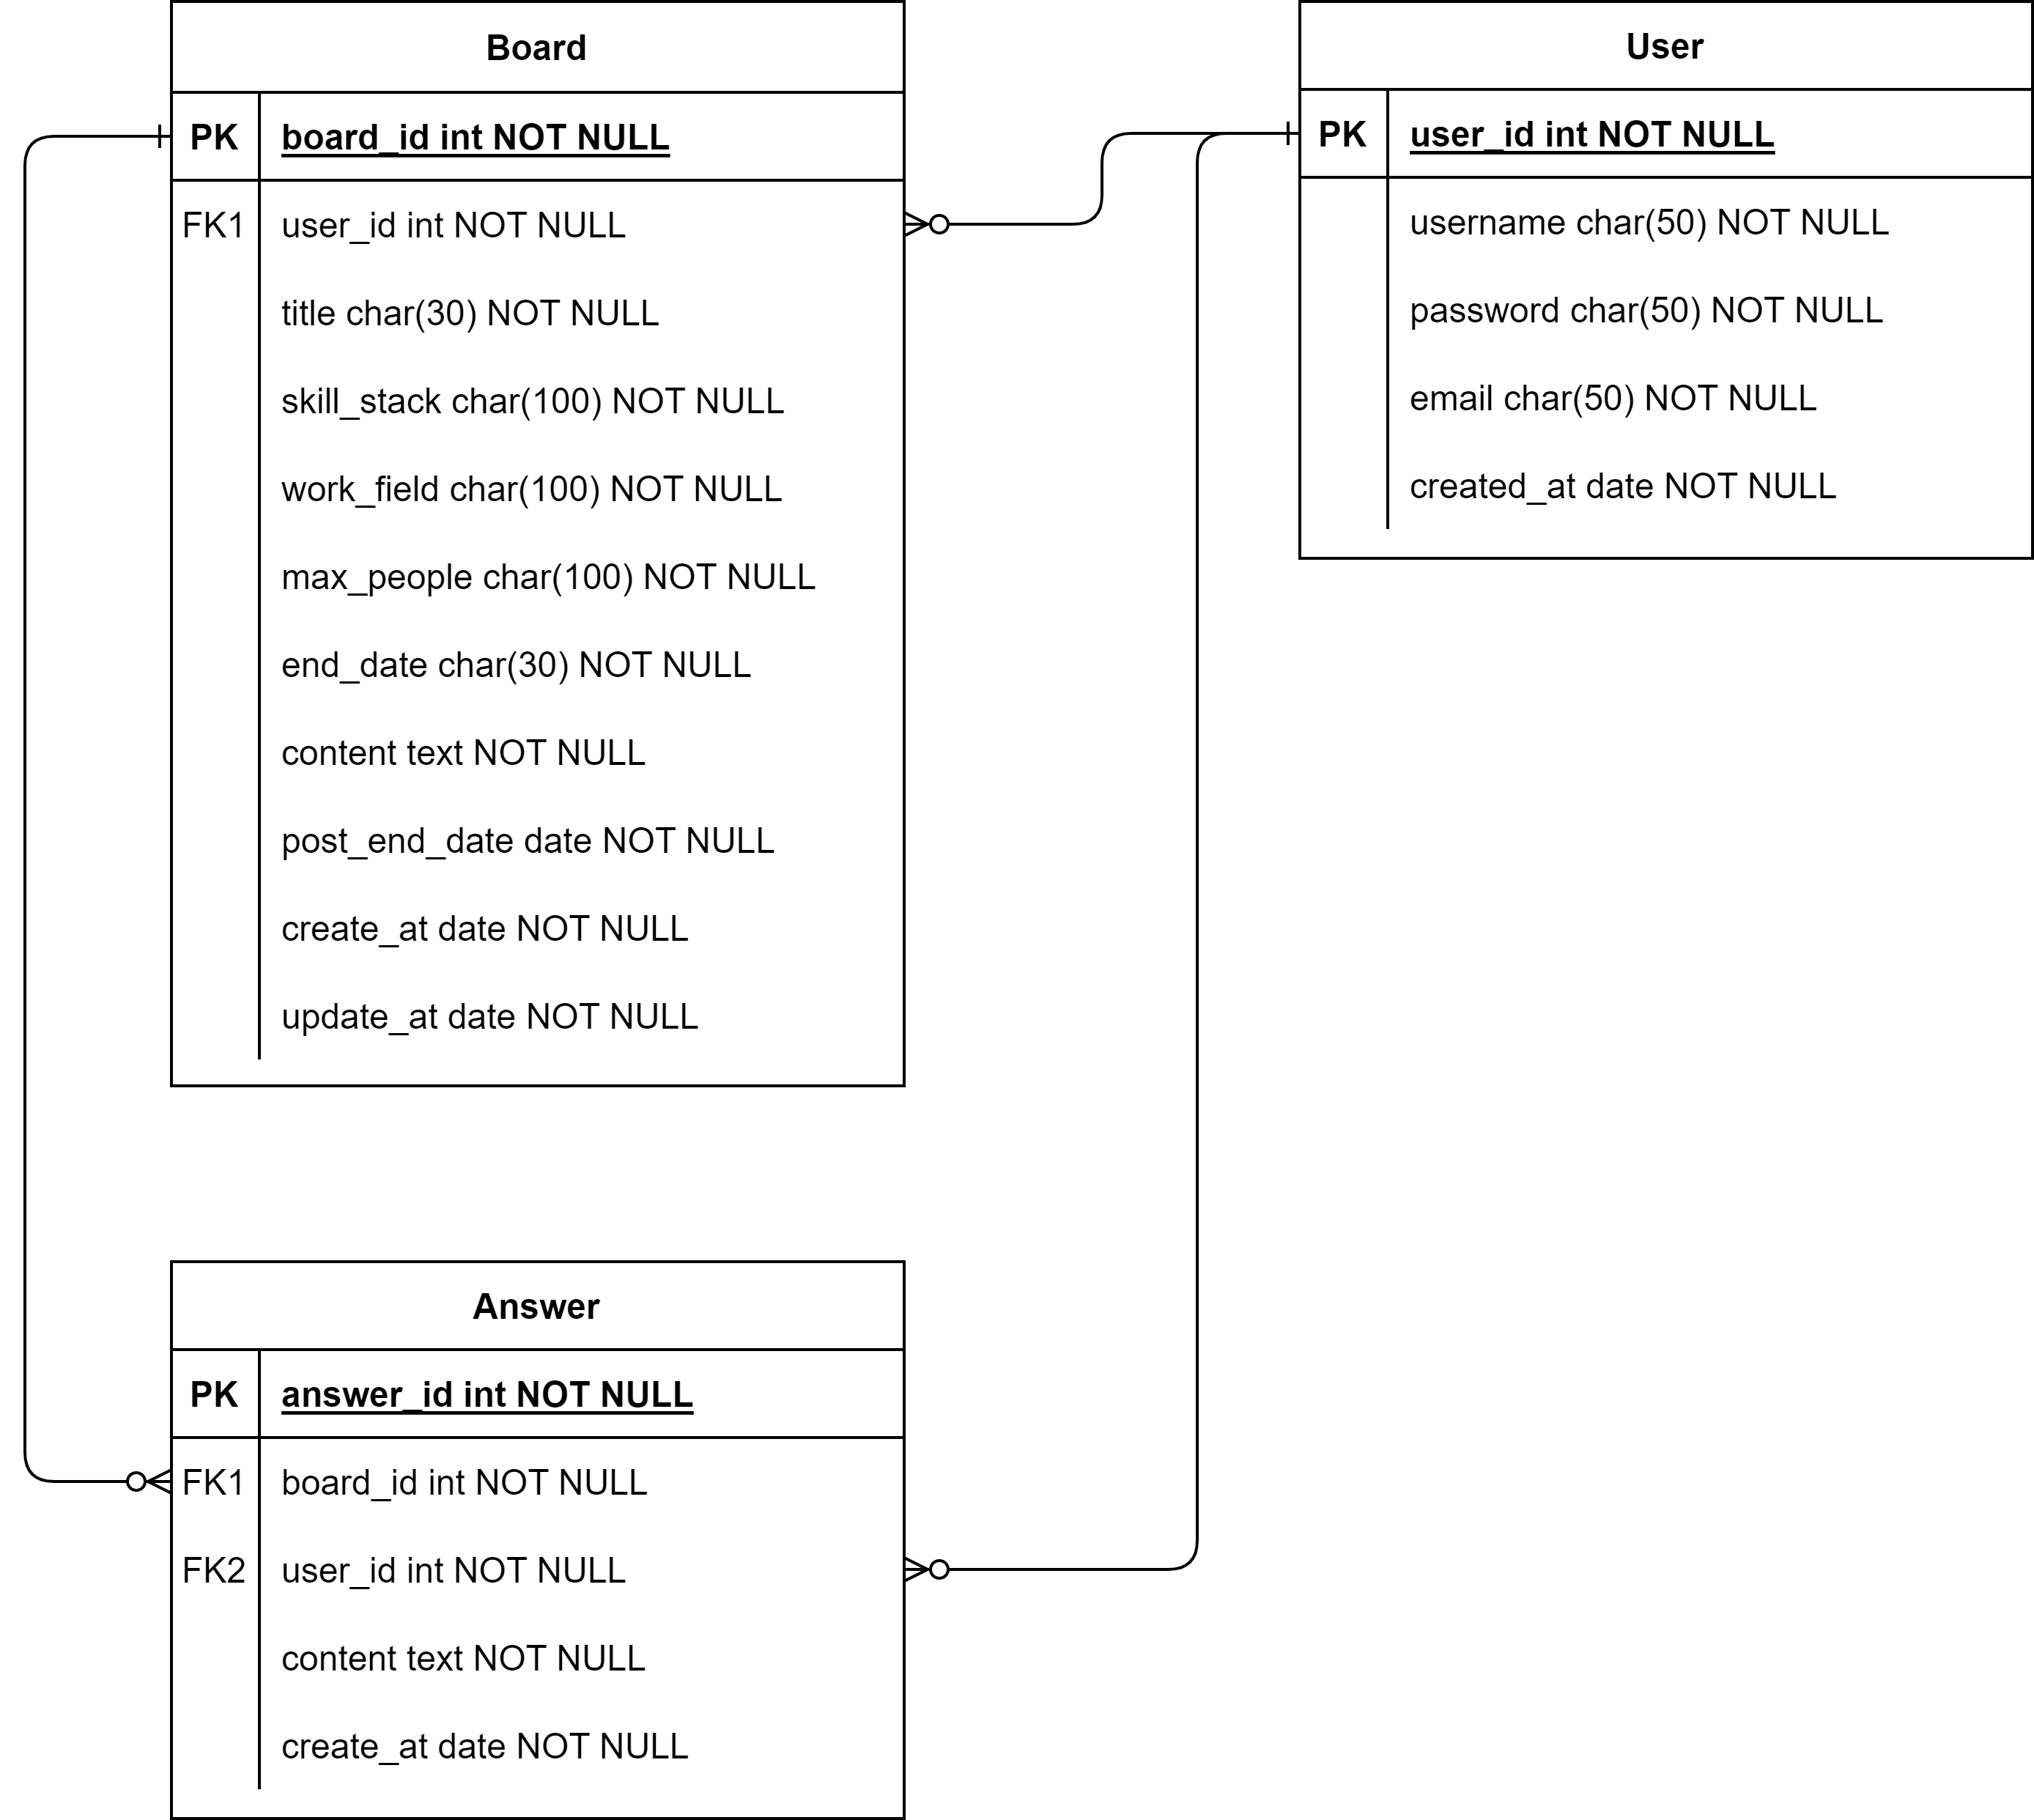 Board
PK board_id int NOT NULL
FK1 user_id int NOT NULL
title char(30) NOT NULL
skill_stack char(100) NOT NULL
work_field char(100) NOT NULL
max_people char(100) NOT NULL
end_date char(30) NOT NULL
content text NOT NULL
post_end_date date NOT NULL
create_at date NOT NULL
update_at date NOT NULL
User
PK user_id int NOT NULL
username char(50) NOT NULL
password char(50) NOT NULL
email char(50) NOT NULL
created_at date NOT NULL
Answer
PK answer_id int NOT NULL
FK1 board_id int NOT NULL
FK2 user_id int NOT NULL
content text NOT NULL
create_at date NOT NULL